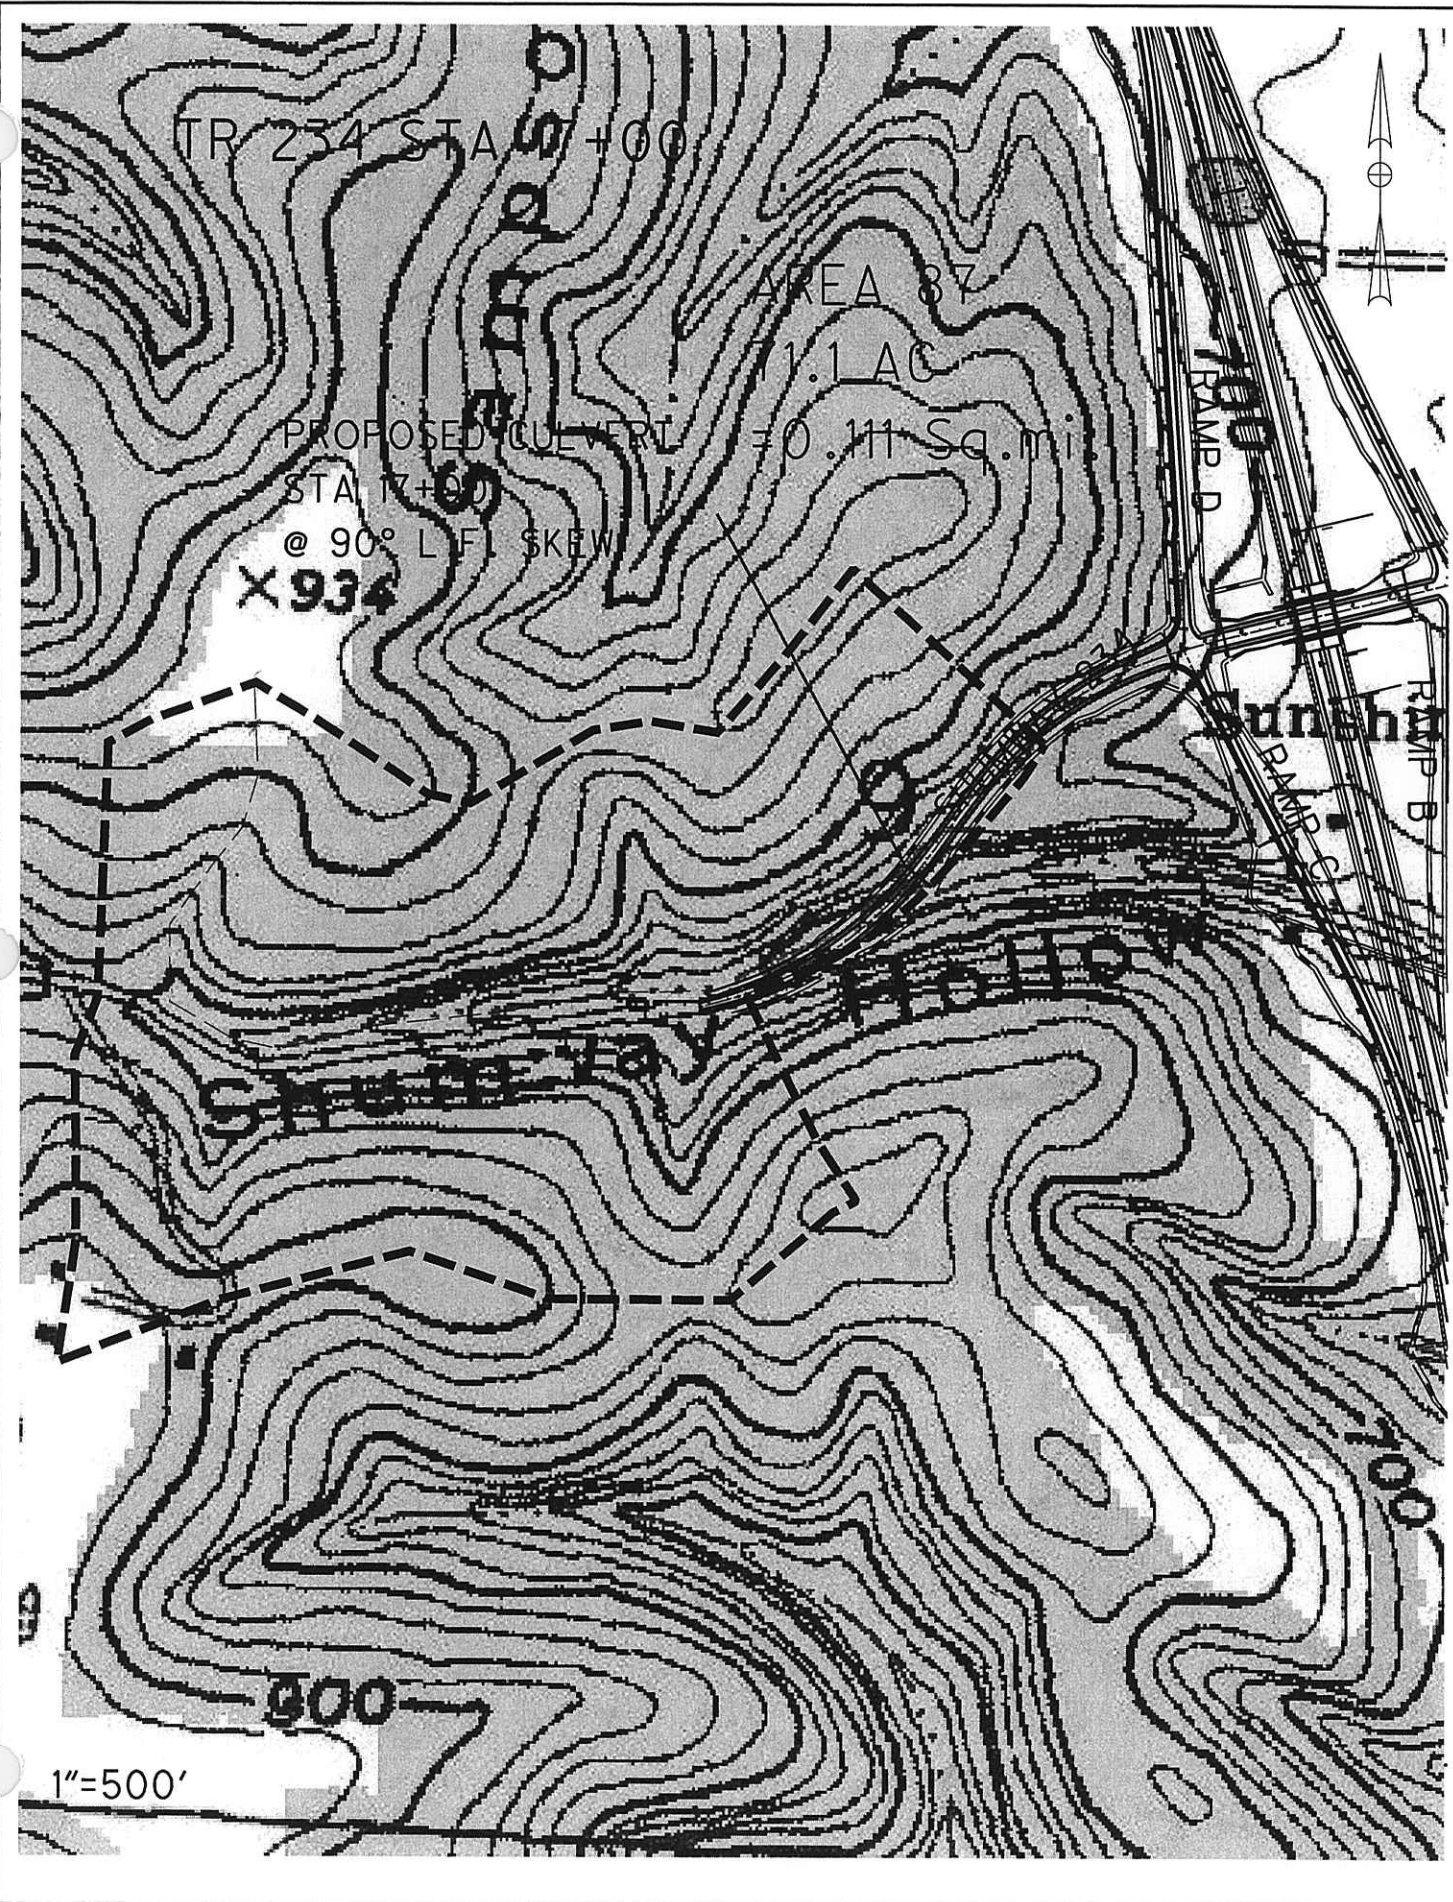 TR 234 STA 17+00
AREA 87
71.1 AC
=0.111 Sq.mi.
PROPOSED CULVERT
STA 17+00
@ 90° L.F. SKEW
×934
RAMP D
700
RAMP B
RAMP C
Shumway Hollow
700
900
1"=500'